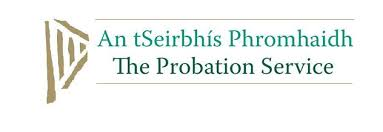 An tSeirbhís Phromhaidh
The Probation Service